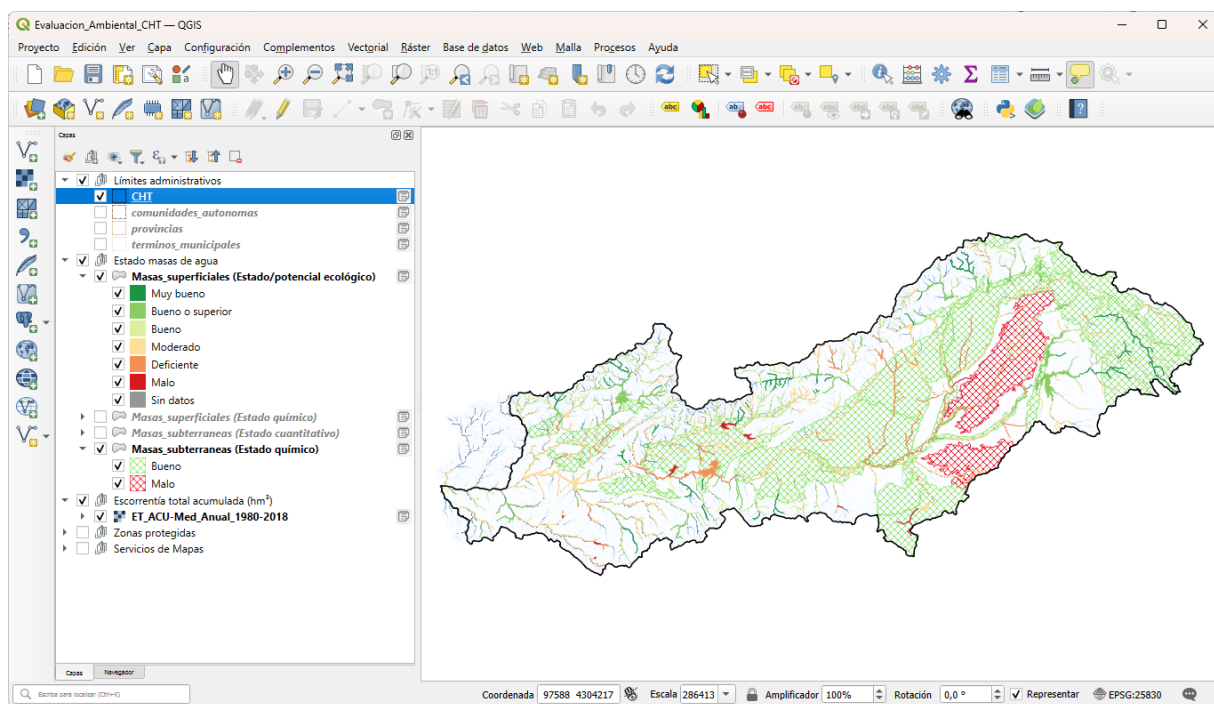 Evaluacion_Ambiental_CHT — QGIS
Proyecto Edición Ver Capa Configuración Complementos Vectorial Ráster Base de datos Web Malla Procesos Ayuda
Capas
Límites administrativos
CHT
comunidades_autonomas
provincias
terminos_municipales
Estado masas de agua
Masas_superficiales (Estado/potencial ecológico)
Muy bueno
Bueno o superior
Bueno
Moderado
Deficiente
Malo
Sin datos
Masas_superficiales (Estado químico)
Masas_subterraneas (Estado cuantitativo)
Masas_subterraneas (Estado químico)
Bueno
Malo
Escorrentía total acumulada (hm³)
ET_ACU-Med_Anual_1980-2018
Zonas protegidas
Servicios de Mapas
Capas Navegador
Escriba para localizar (Ctrl+K) Coordenada 97588 4304217 Escala 286413 Amplificador 100% Rotación 0,0 ° Representar EPSG:25830